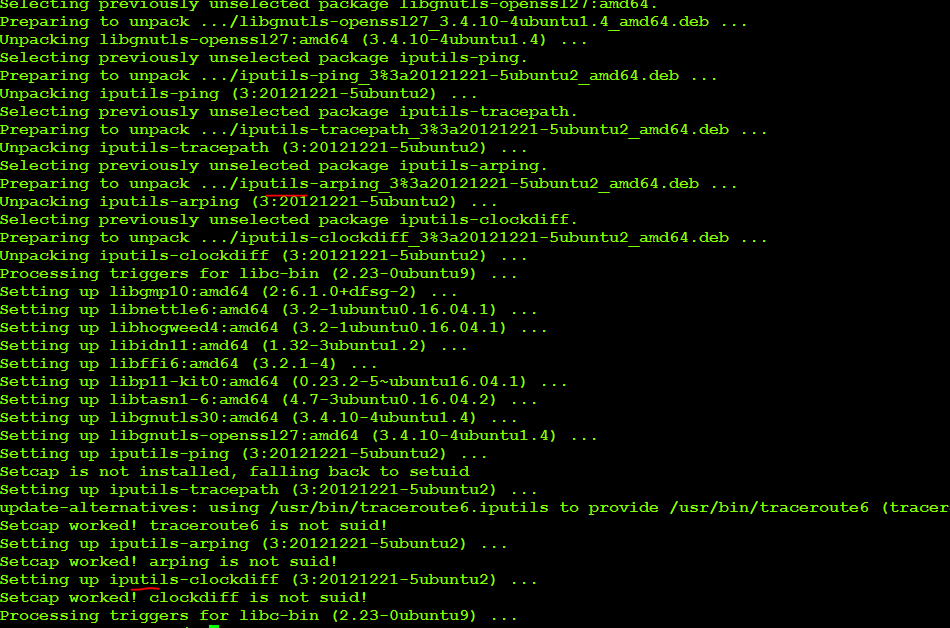 Selecting previously unselected package libgnutls-openssl27:amd64.
Preparing to unpack .../libgnutls-openssl27_3.4.10-4ubuntu1.4_amd64.deb ...
Unpacking libgnutls-openssl27:amd64 (3.4.10-4ubuntu1.4) ...
Selecting previously unselected package iputils-ping.
Preparing to unpack .../iputils-ping_3%3a20121221-5ubuntu2_amd64.deb ...
Unpacking iputils-ping (3:20121221-5ubuntu2) ...
Selecting previously unselected package iputils-tracepath.
Preparing to unpack .../iputils-tracepath_3%3a20121221-5ubuntu2_amd64.deb ...
Unpacking iputils-tracepath (3:20121221-5ubuntu2) ...
Selecting previously unselected package iputils-arping.
Preparing to unpack .../iputils-arping_3%3a20121221-5ubuntu2_amd64.deb ...
Unpacking iputils-arping (3:20121221-5ubuntu2) ...
Selecting previously unselected package iputils-clockdiff.
Preparing to unpack .../iputils-clockdiff_3%3a20121221-5ubuntu2_amd64.deb ...
Unpacking iputils-clockdiff (3:20121221-5ubuntu2) ...
Processing triggers for libc-bin (2.23-0ubuntu9) ...
Setting up libgmp10:amd64 (2:6.1.0+dfsg-2) ...
Setting up libnettle6:amd64 (3.2-1ubuntu0.16.04.1) ...
Setting up libhogweed4:amd64 (3.2-1ubuntu0.16.04.1) ...
Setting up libidn11:amd64 (1.32-3ubuntu1.2) ...
Setting up libffi6:amd64 (3.2.1-4) ...
Setting up libp11-kit0:amd64 (0.23.2-5~ubuntu16.04.1) ...
Setting up libtasn1-6:amd64 (4.7-3ubuntu0.16.04.2) ...
Setting up libgnutls30:amd64 (3.4.10-4ubuntu1.4) ...
Setting up libgnutls-openssl27:amd64 (3.4.10-4ubuntu1.4) ...
Setting up iputils-ping (3:20121221-5ubuntu2) ...
Setcap is not installed, falling back to setuid
Setting up iputils-tracepath (3:20121221-5ubuntu2) ...
update-alternatives: using /usr/bin/traceroute6.iputils to provide /usr/bin/traceroute6 (tracer
Setcap worked! traceroute6 is not suid!
Setting up iputils-arping (3:20121221-5ubuntu2) ...
Setcap worked! arping is not suid!
Setting up iputils-clockdiff (3:20121221-5ubuntu2) ...
Setcap worked! clockdiff is not suid!
Processing triggers for libc-bin (2.23-0ubuntu9) ...